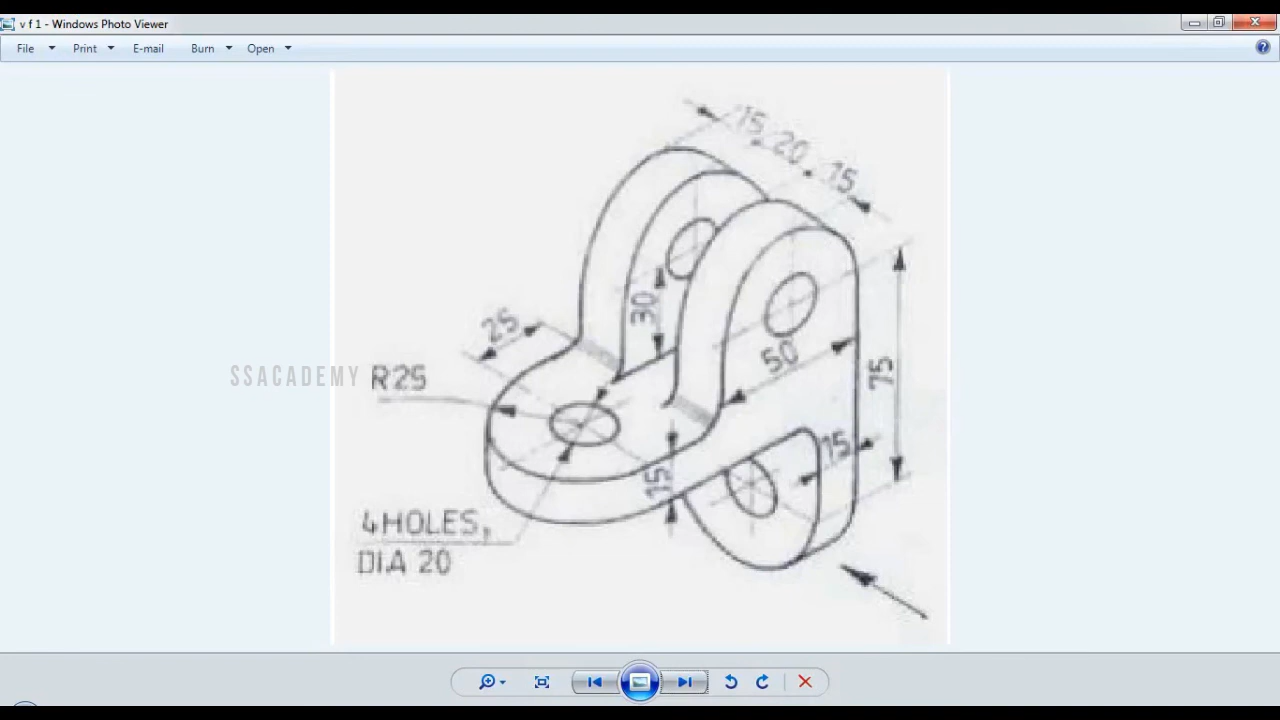 v f 1 - Windows Photo Viewer
File Print E-mail Burn Open
15 20 15
25
30
50
75
R25
15
15
4HOLES,
DIA 20
SSACADEMY